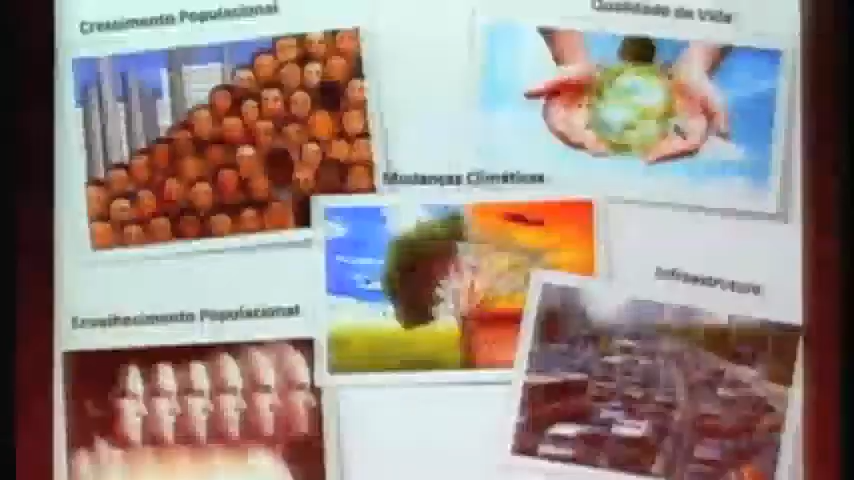 Crescimento Populacional
Qualidade de Vida
Mudanças Climáticas
Infraestrutura
Envelhecimento Populacional